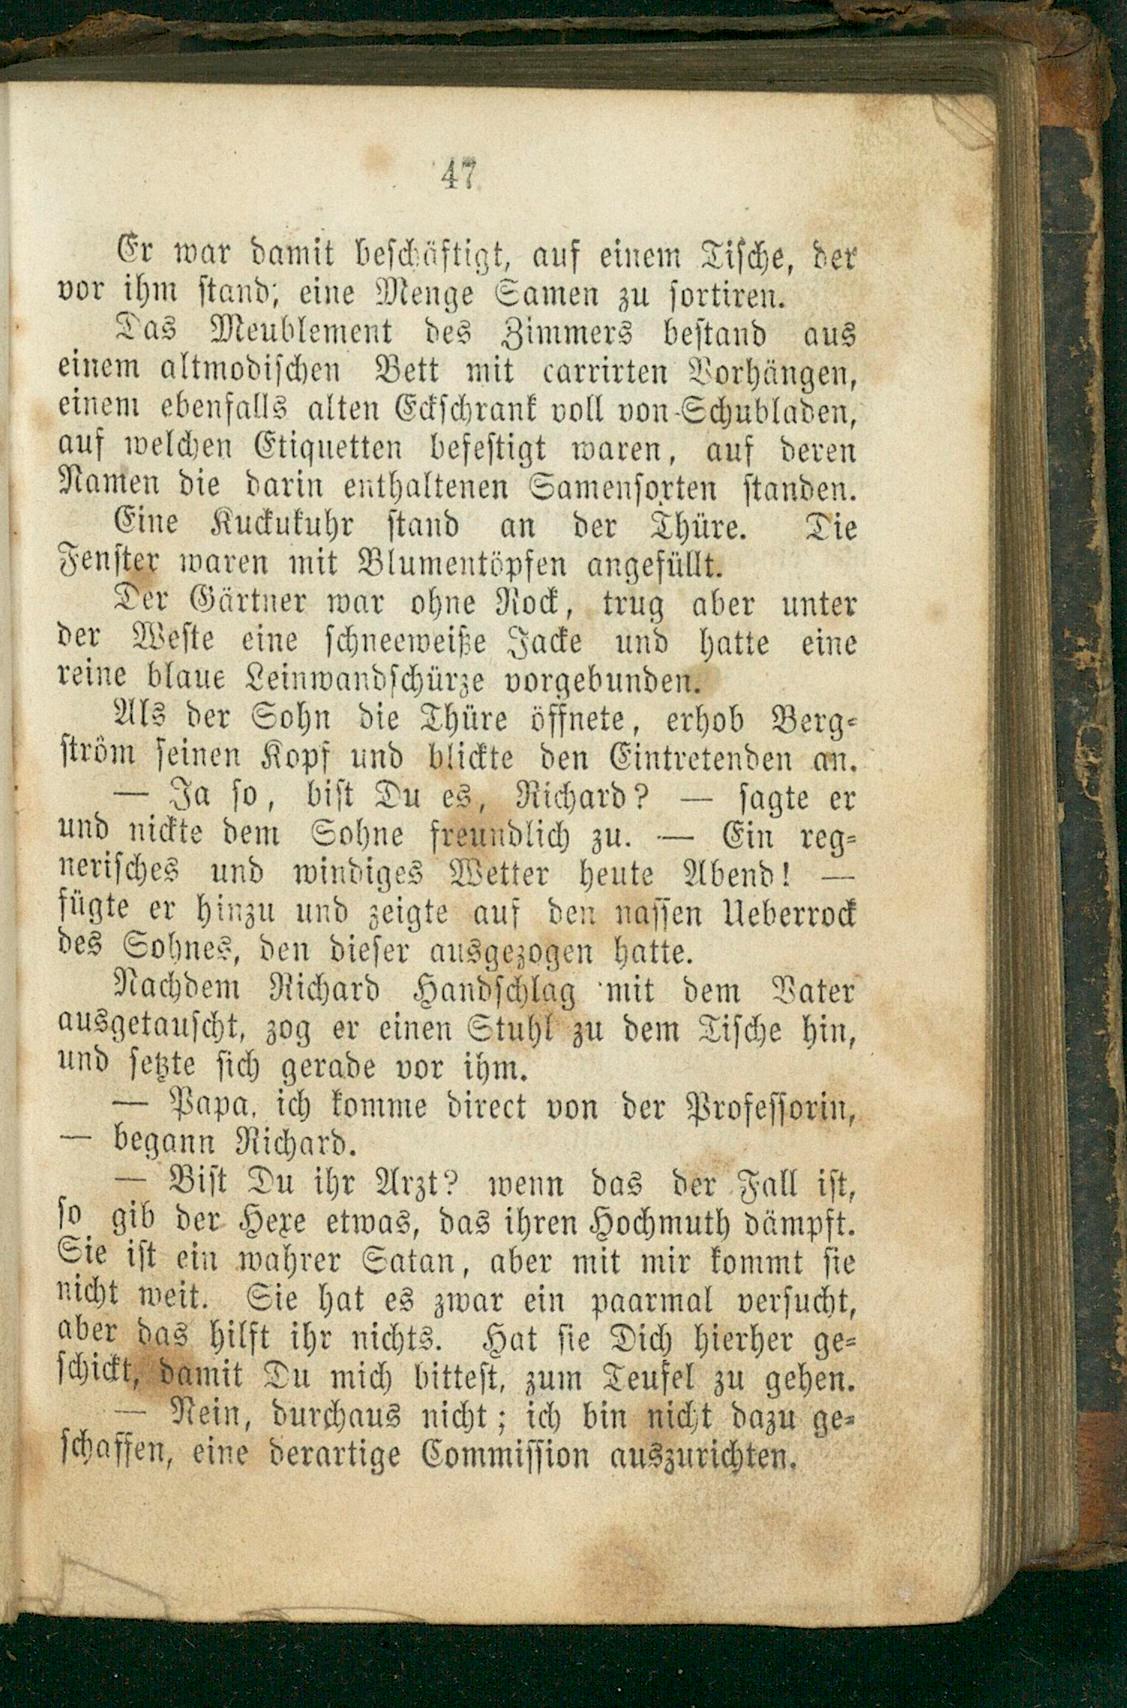 47
Er war damit beschäftigt, auf einem Tische, der
vor ihm stand; eine Menge Samen zu sortiren.
Das Meublement des Zimmers bestand aus
einem altmodischen Bett mit carrirten Vorhängen,
einem ebenfalls alten Eckschrank voll von Schubladen,
auf welchen Etiquetten befestigt waren, auf deren
Namen die darin enthaltenen Samensorten standen.
Eine Kuckukuhr stand an der Thüre. Die
Fenster waren mit Blumentöpfen angefüllt.
Der Gärtner war ohne Rock, trug aber unter
der Weste eine schneeweiße Jacke und hatte eine
reine blaue Leinwandschürze vorgebunden.
Als der Sohn die Thüre öffnete, erhob Berg-
ström seinen Kopf und blickte den Eintretenden an.
— Ja so, bist Du es, Richard? — sagte er
und nickte dem Sohne freundlich zu. — Ein reg-
nerisches und windiges Wetter heute Abend! —
fügte er hinzu und zeigte auf den nassen Ueberrock
des Sohnes, den dieser ausgezogen hatte.
Nachdem Richard Handschlag mit dem Vater
ausgetauscht, zog er einen Stuhl zu dem Tische hin,
und setzte sich gerade vor ihm.
— Papa, ich komme direct von der Professorin,
— begann Richard.
— Bist Du ihr Arzt? wenn das der Fall ist,
so gib der Hexe etwas, das ihren Hochmuth dämpft.
Sie ist ein wahrer Satan, aber mit mir kommt sie
nicht weit. Sie hat es zwar ein paarmal versucht,
aber das hilft ihr nichts. Hat sie Dich hierher ge-
schickt, damit Du mich bittest, zum Teufel zu gehen.
— Nein, durchaus nicht; ich bin nicht dazu ge-
schaffen, eine derartige Commission auszurichten.